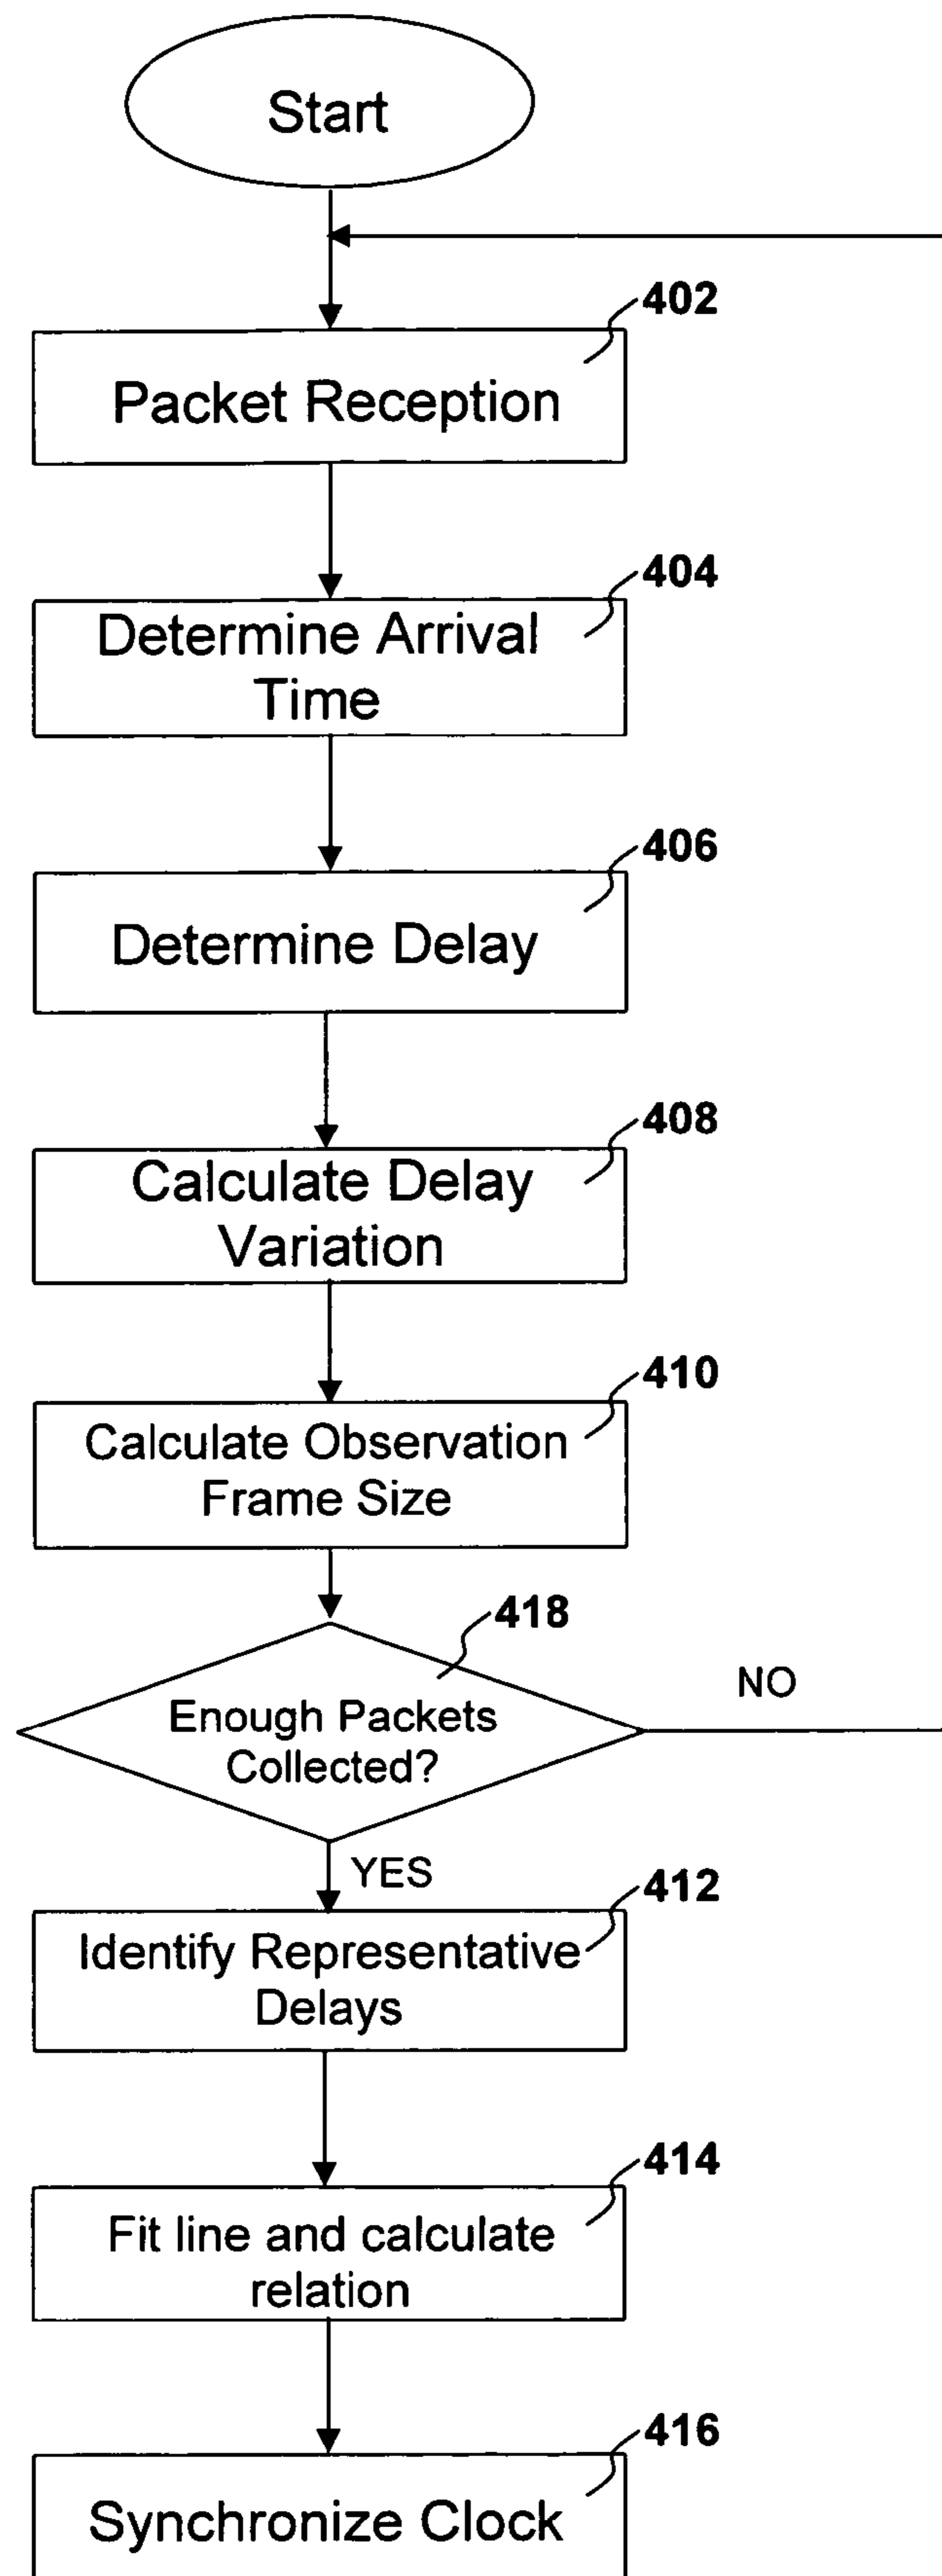 Start
402
Packet Reception
404
Determine Arrival
Time
406
Determine Delay
408
Calculate Delay
Variation
410
Calculate Observation
Frame Size
418
Enough Packets
Collected?
NO
YES
412
Identify Representative
Delays
414
Fit line and calculate
relation
416
Synchronize Clock